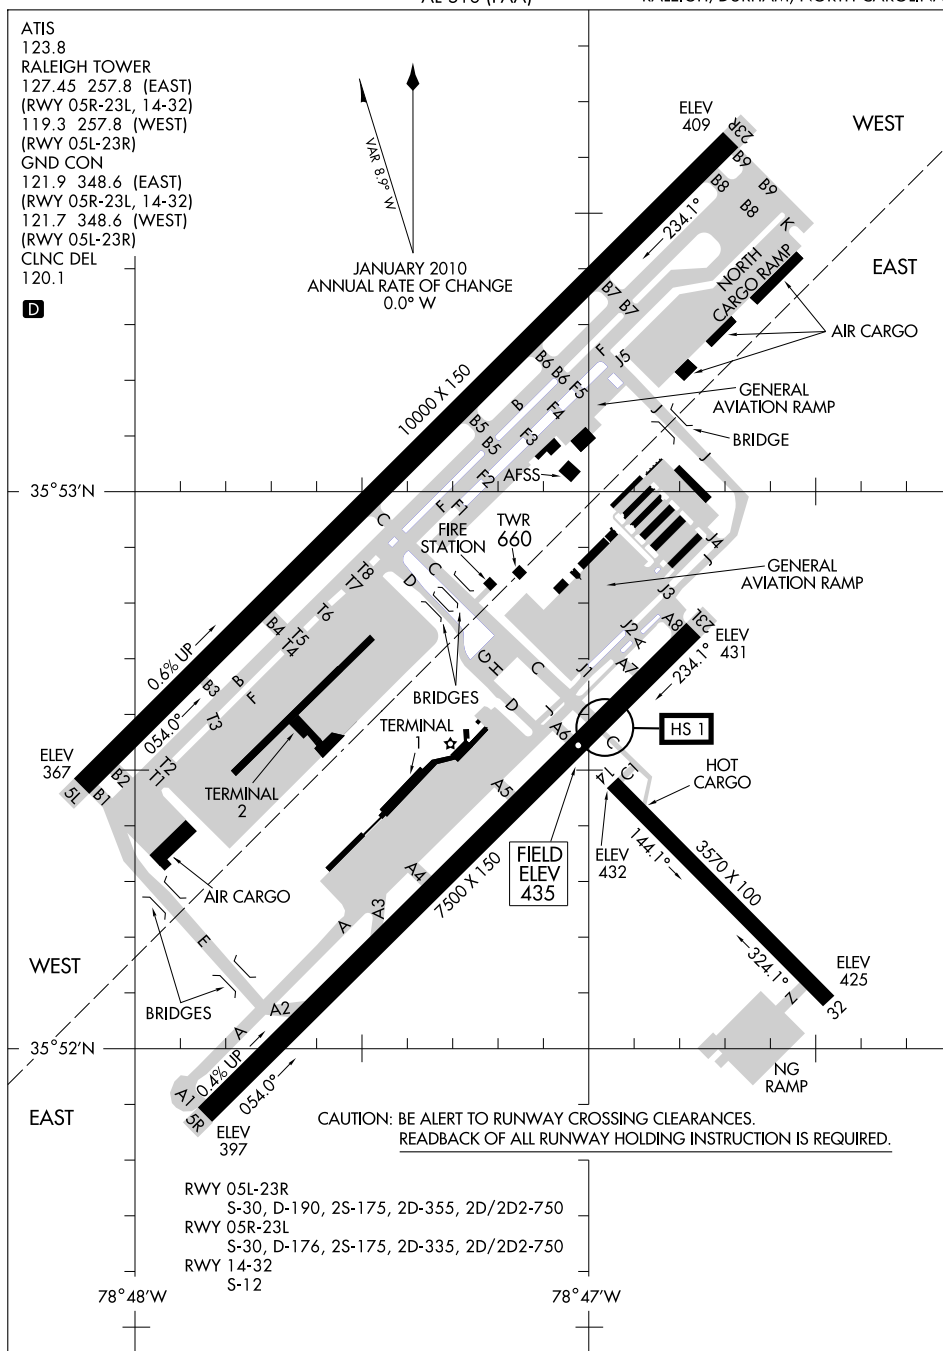 ATIS
123.8
RALEIGH TOWER
127.45 257.8 (EAST)
(RWY 05R-23L, 14-32)
119.3 257.8 (WEST)
(RWY 05L-23R)
GND CON
121.9 348.6 (EAST)
(RWY 05R-23L, 14-32)
121.7 348.6 (WEST)
(RWY 05L-23R)
CLNC DEL
120.1
D
VAR 8.9° W
JANUARY 2010
ANNUAL RATE OF CHANGE
0.0° W
ELEV
409
23R
WEST
EAST
B9
B9
B8
B8
K
234.1°
NORTH
CARGO RAMP
AIR CARGO
B7
B7
F
J5
B6
B6
F5
B
F4
GENERAL
AVIATION RAMP
10000 X 150
B5
B5
F3
J
BRIDGE
J
F2
AFSS
35°53'N
C
F
F1
FIRE
STATION
TWR
660
J4
J
GENERAL
AVIATION RAMP
T8
T7
D
C
J3
T6
B4
T5
T4
A8
23L
ELEV
431
J2
A
A7
0.6% UP
G
H
C
J1
234.1°
B3
B
F
T3
BRIDGES
D
J
054.0°
TERMINAL
1
A6
HS 1
C
ELEV
367
5L
B1
B2
T2
T1
TERMINAL
2
14
C1
HOT
CARGO
A5
FIELD
ELEV
435
ELEV
432
144.1°
3570 X 100
AIR CARGO
A4
7500 X 150
A3
A
E
WEST
324.1°
ELEV
425
BRIDGES
A2
A
Z
32
35°52'N
0.4% UP
054.0°
NG
RAMP
A1
5R
EAST
ELEV
397
CAUTION: BE ALERT TO RUNWAY CROSSING CLEARANCES.
READBACK OF ALL RUNWAY HOLDING INSTRUCTION IS REQUIRED.
RWY 05L-23R
S-30, D-190, 2S-175, 2D-355, 2D/2D2-750
RWY 05R-23L
S-30, D-176, 2S-175, 2D-335, 2D/2D2-750
RWY 14-32
S-12
78°48'W
78°47'W